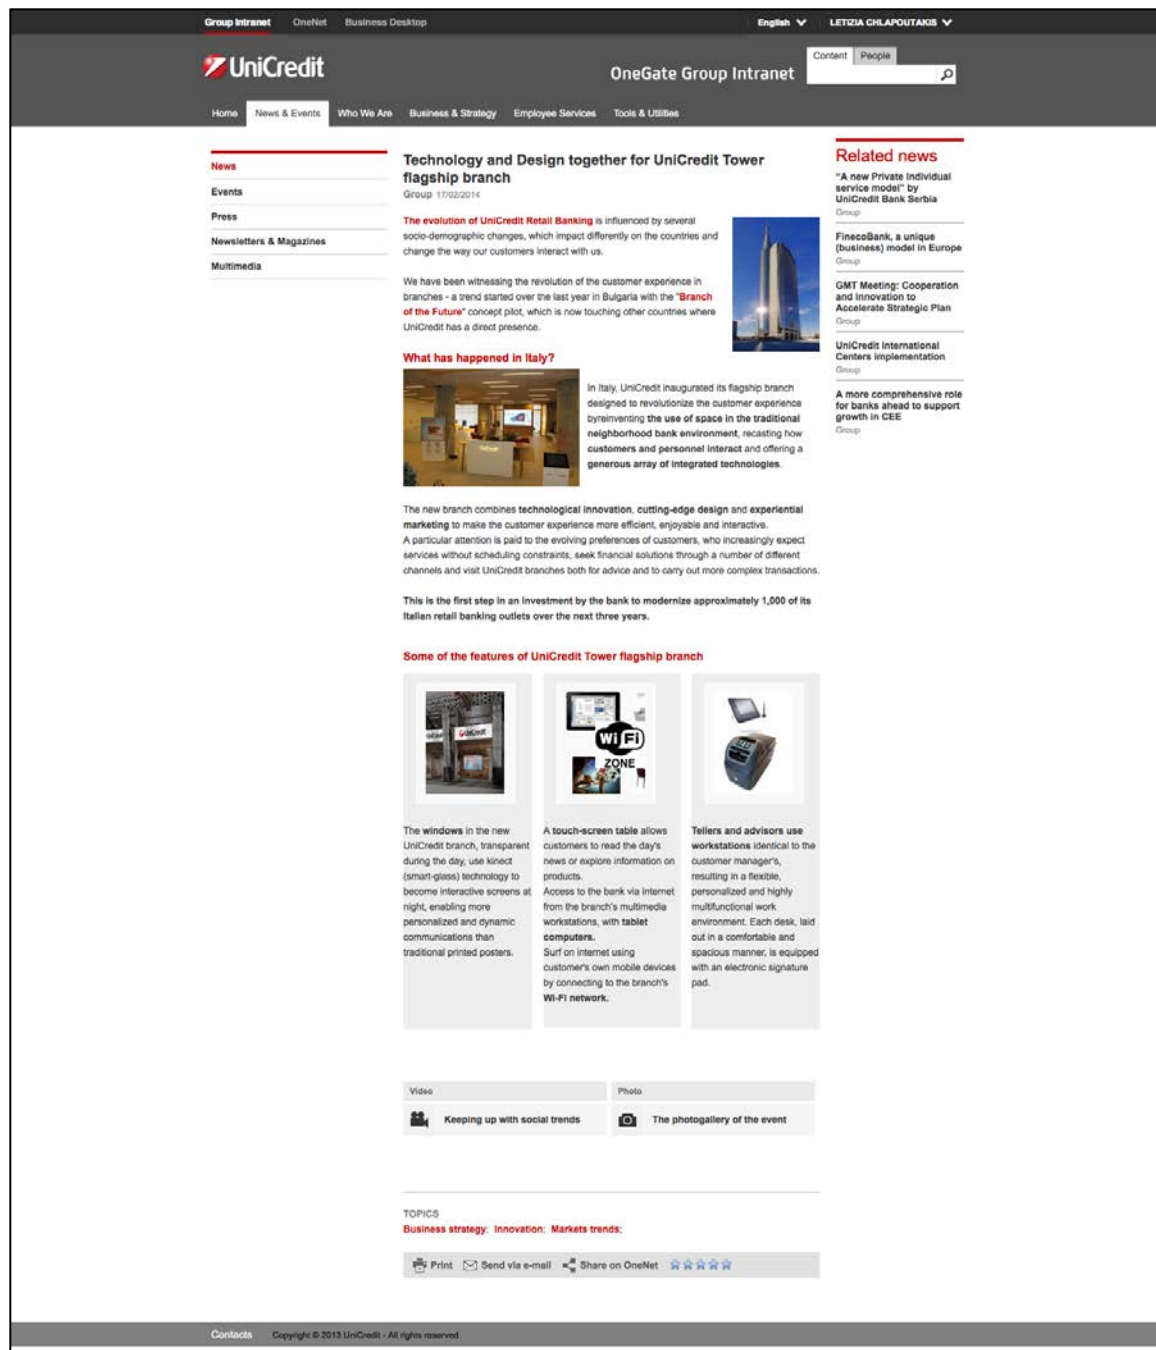 Group Intranet OneNet Business Desktop English LETIZIA CHLAPOUTAKIS
UniCredit
OneGate Group Intranet
Content People
Home News & Events Who We Are Business & Strategy Employee Services Tools & Utilities
News
Events
Press
Newsletters & Magazines
Multimedia
Technology and Design together for UniCredit Tower
flagship branch
Group 17/02/2014
The evolution of UniCredit Retail Banking is influenced by several
socio-demographic changes, which impact differently on the countries and
change the way our customers interact with us.
We have been witnessing the revolution of the customer experience in
branches - a trend started over the last year in Bulgaria with the "Branch
of the Future" concept pilot, which is now touching other countries where
UniCredit has a direct presence.
What has happened in Italy?
In Italy, UniCredit inaugurated its flagship branch
designed to revolutionize the customer experience
byreinventing the use of space in the traditional
neighborhood bank environment, recasting how
customers and personnel interact and offering a
generous array of integrated technologies.
The new branch combines technological innovation, cutting-edge design and experiential
marketing to make the customer experience more efficient, enjoyable and interactive.
A particular attention is paid to the evolving preferences of customers, who increasingly expect
services without scheduling constraints, seek financial solutions through a number of different
channels and visit UniCredit branches both for advice and to carry out more complex transactions.
This is the first step in an investment by the bank to modernize approximately 1,000 of its
Italian retail banking outlets over the next three years.
Some of the features of UniCredit Tower flagship branch
UniCredit
Wi Fi
ZONE
The windows in the new
UniCredit branch, transparent
during the day, use kinect
(smart-glass) technology to
become interactive screens at
night, enabling more
personalized and dynamic
communications than
traditional printed posters.
A touch-screen table allows
customers to read the day's
news or explore information on
products.
Access to the bank via internet
from the branch's multimedia
workstations, with tablet
computers.
Surf on internet using
customer's own mobile devices
by connecting to the branch's
Wi-Fi network.
Tellers and advisors use
workstations identical to the
customer manager's,
resulting in a flexible,
personalized and highly
multifunctional work
environment. Each desk, laid
out in a comfortable and
spacious manner, is equipped
with an electronic signature
pad.
Video
Keeping up with social trends
Photo
The photogallery of the event
TOPICS
Business strategy; Innovation; Markets trends;
Print Send via e-mail Share on OneNet
Related news
"A new Private Individual
service model" by
UniCredit Bank Serbia
Group
FinecoBank, a unique
(business) model in Europe
Group
GMT Meeting: Cooperation
and Innovation to
Accelerate Strategic Plan
Group
UniCredit International
Centers implementation
Group
A more comprehensive role
for banks ahead to support
growth in CEE
Group
Contacts Copyright © 2013 UniCredit - All rights reserved